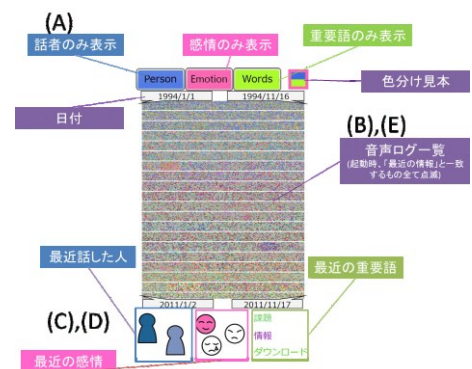 (A)
感情のみ表示
重要語のみ表示
話者のみ表示
Person
Emotion
Words
色分け見本
1994/1/1
1994/11/16
日付
(B),(E)
音声ログ一覧
(起動時、「最近の情報」と一致
するもの全て点滅)
最近話した人
最近の重要語
2011/1/2
2011/11/17
(C),(D)
課題
情報
ダウンロード
最近の感情